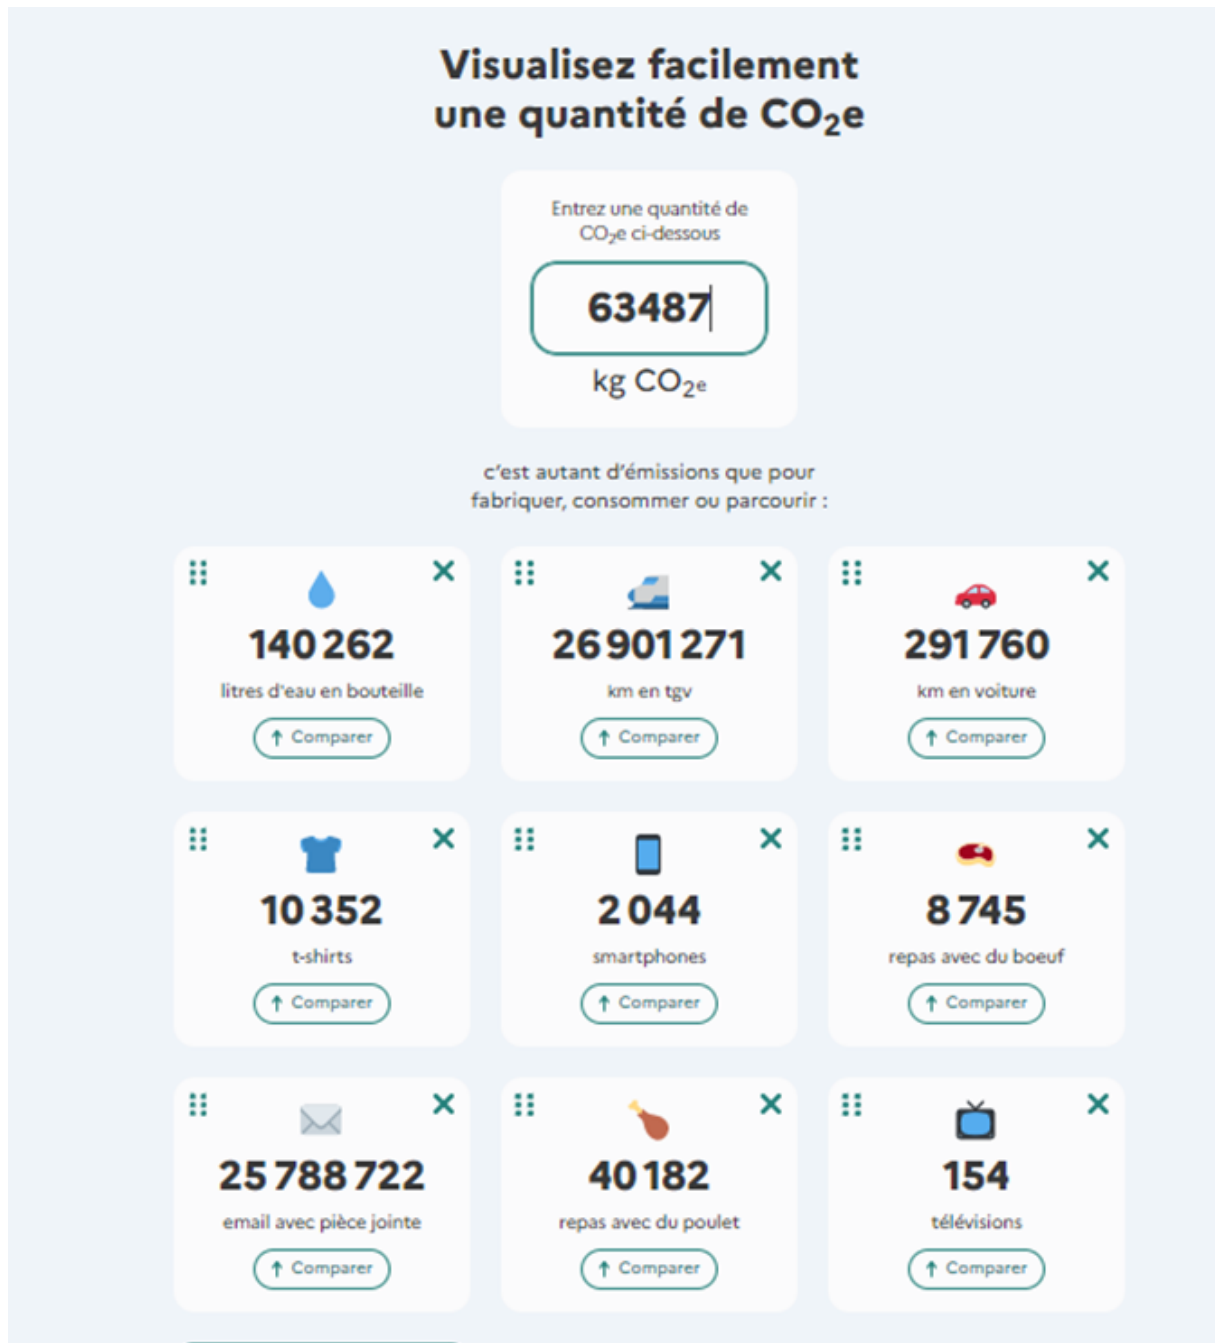 Visualisez facilement
une quantité de CO₂e
Entrez une quantité de
CO₂e ci-dessous
63487
kg CO₂e
c’est autant d’émissions que pour
fabriquer, consommer ou parcourir :
140 262
litres d'eau en bouteille
↑ Comparer
26 901 271
km en tgv
↑ Comparer
291 760
km en voiture
↑ Comparer
10 352
t-shirts
↑ Comparer
2 044
smartphones
↑ Comparer
8 745
repas avec du boeuf
↑ Comparer
25 788 722
email avec pièce jointe
↑ Comparer
40 182
repas avec du poulet
↑ Comparer
154
télévisions
↑ Comparer